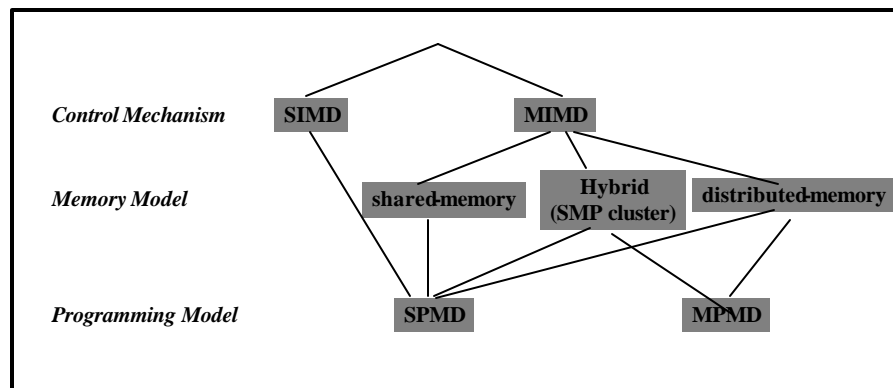 Control Mechanism SIMD MIMD
Memory Model shared-memory Hybrid (SMP cluster) distributed-memory
Programming Model SPMD MPMD